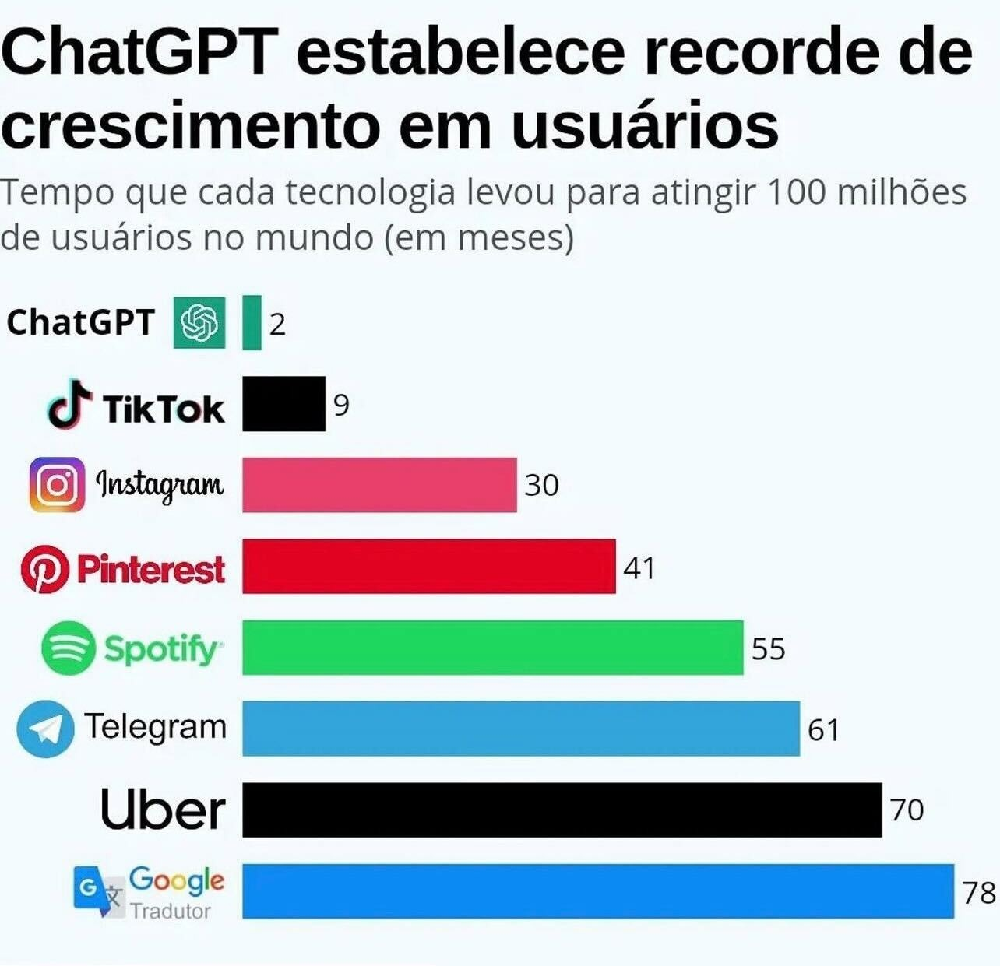 ChatGPT estabelece recorde de
crescimento em usuários
Tempo que cada tecnologia levou para atingir 100 milhões
de usuários no mundo (em meses)
ChatGPT 2
TikTok 9
Instagram 30
Pinterest 41
Spotify 55
Telegram 61
Uber 70
G 文 Google
Tradutor 78